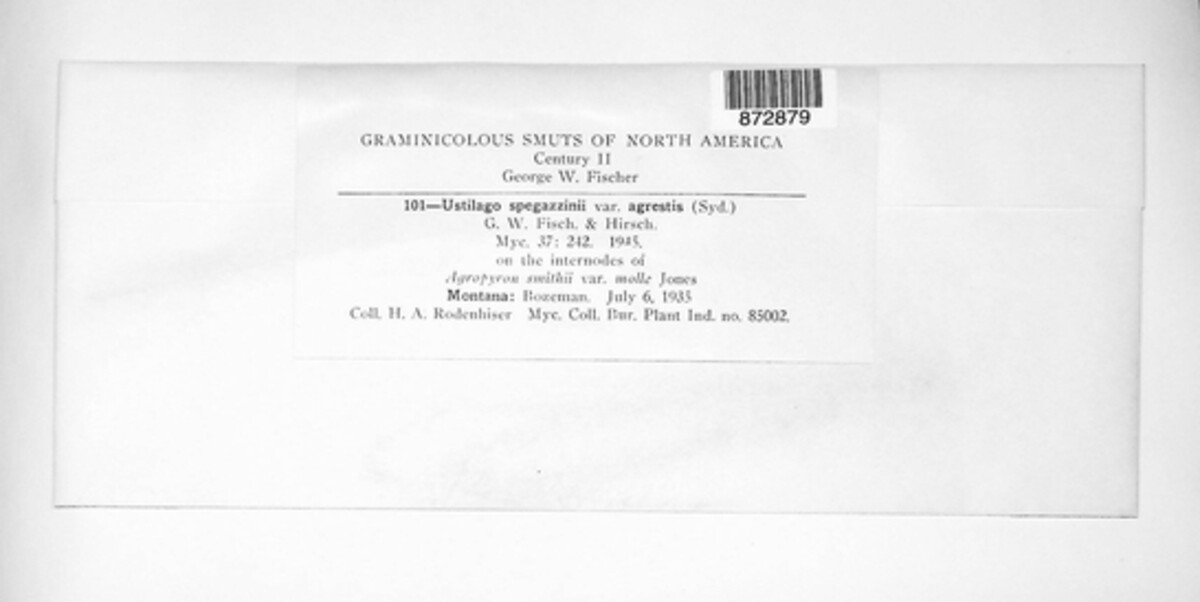 872879
GRAMINICOLOUS SMUTS OF NORTH AMERICA
Century II
George W. Fischer
101—Ustilago spegazzinii var. agrestis (Syd.)
G. W. Fisch. & Hirsch.
Myc. 37: 242. 1945.
on the internodes of
Agropyron smithii var. molle Jones
Montana: Bozeman. July 6, 1935
Coll. H. A. Rodenhiser Myc. Coll. Bur. Plant Ind. no. 85002.